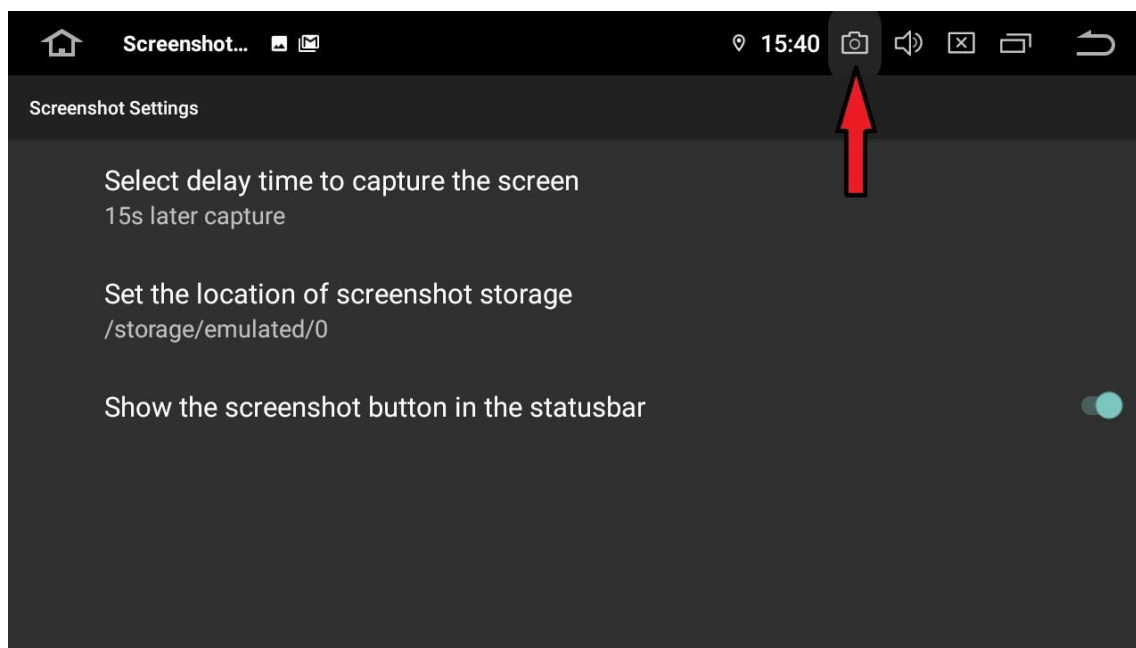 Screenshot...
15:40
Screenshot Settings
Select delay time to capture the screen
15s later capture
Set the location of screenshot storage
/storage/emulated/0
Show the screenshot button in the statusbar